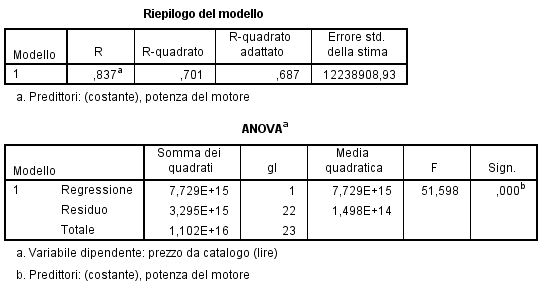 Riepilogo del modello
Modello R R-quadrato R-quadrato adattato Errore std. della stima
1 ,837a ,701 ,687 12238908,93
a. Predittori: (costante), potenza del motore
ANOVAa
Modello Somma dei quadrati gl Media quadratica F Sign.
1 Regressione 7,729E+15 1 7,729E+15 51,598 ,000b
Residuo 3,295E+15 22 1,498E+14
Totale 1,102E+16 23
a. Variabile dipendente: prezzo da catalogo (lire)
b. Predittori: (costante), potenza del motore